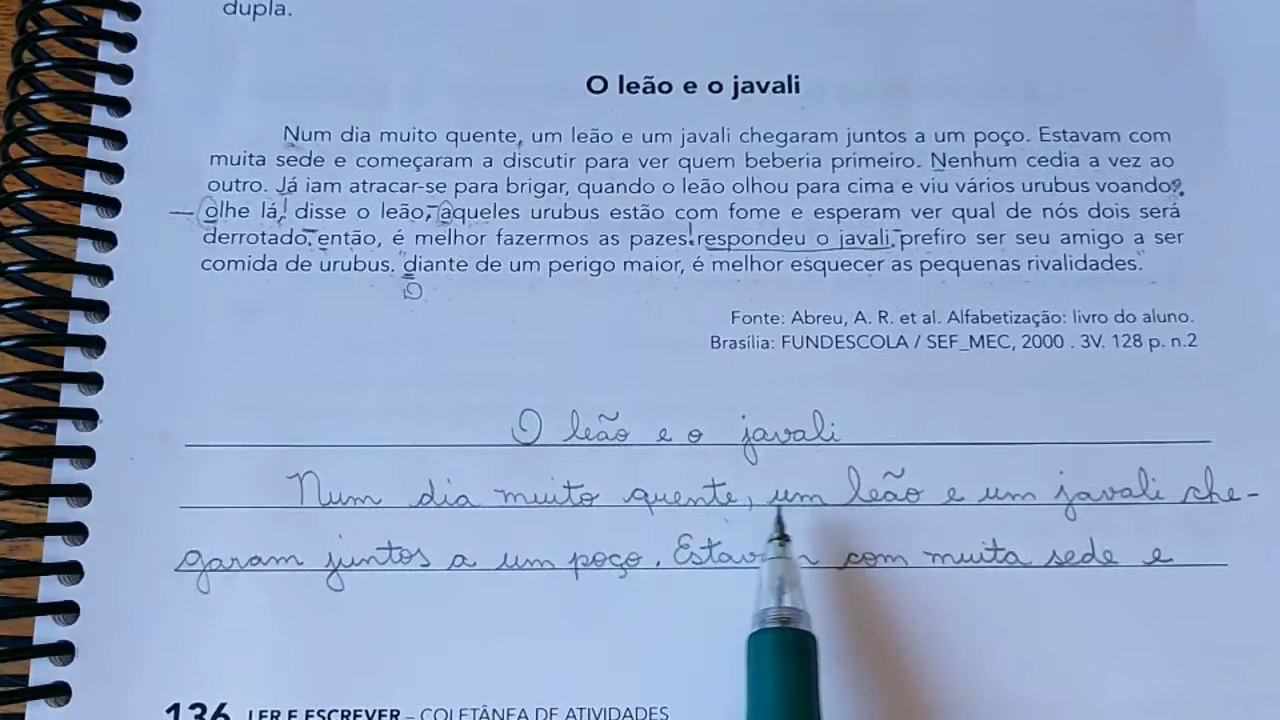 dupla.
O leão e o javali
Num dia muito quente, um leão e um javali chegaram juntos a um poço. Estavam com
muita sede e começaram a discutir para ver quem beberia primeiro. Nenhum cedia a vez ao
outro. Já iam atracar-se para brigar, quando o leão olhou para cima e viu vários urubus voando:
— olhe lá! disse o leão, — aqueles urubus estão com fome e esperam ver qual de nós dois será
derrotado. — então, é melhor fazermos as pazes! respondeu o javali, — prefiro ser seu amigo a ser
comida de urubus. "diante de um perigo maior, é melhor esquecer as pequenas rivalidades."
D
Fonte: Abreu, A. R. et al. Alfabetização: livro do aluno.
Brasília: FUNDESCOLA / SEF_MEC, 2000 . 3V. 128 p. n.2
O leão e o javali
Num dia muito quente, um leão e um javali che-
garam juntos a um poço. Estav com muita sede e
136 LER E ESCREVER – COLETÂNEA DE ATIVIDADES